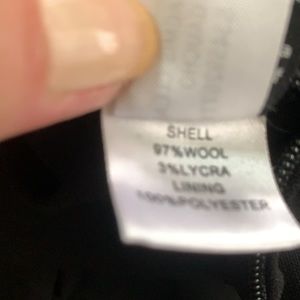 SHELL
97%WOOL
3%LYCRA
LINING
100%POLYESTER